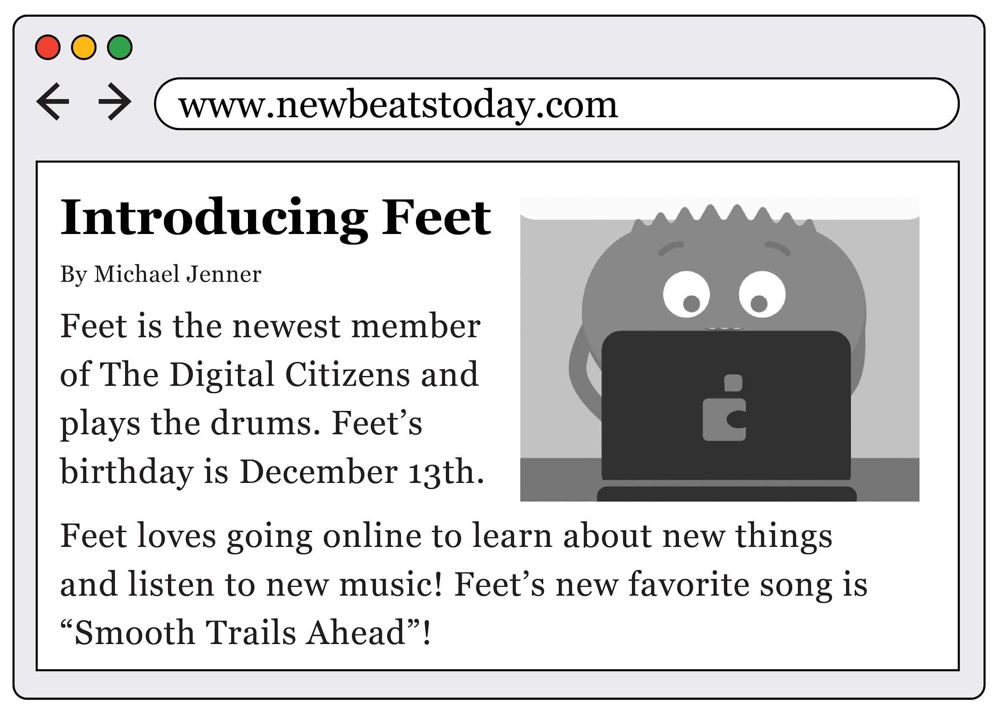 www.newbeatstoday.com
Introducing Feet
By Michael Jenner
Feet is the newest member
of The Digital Citizens and
plays the drums. Feet’s
birthday is December 13th.
Feet loves going online to learn about new things
and listen to new music! Feet’s new favorite song is
“Smooth Trails Ahead”!